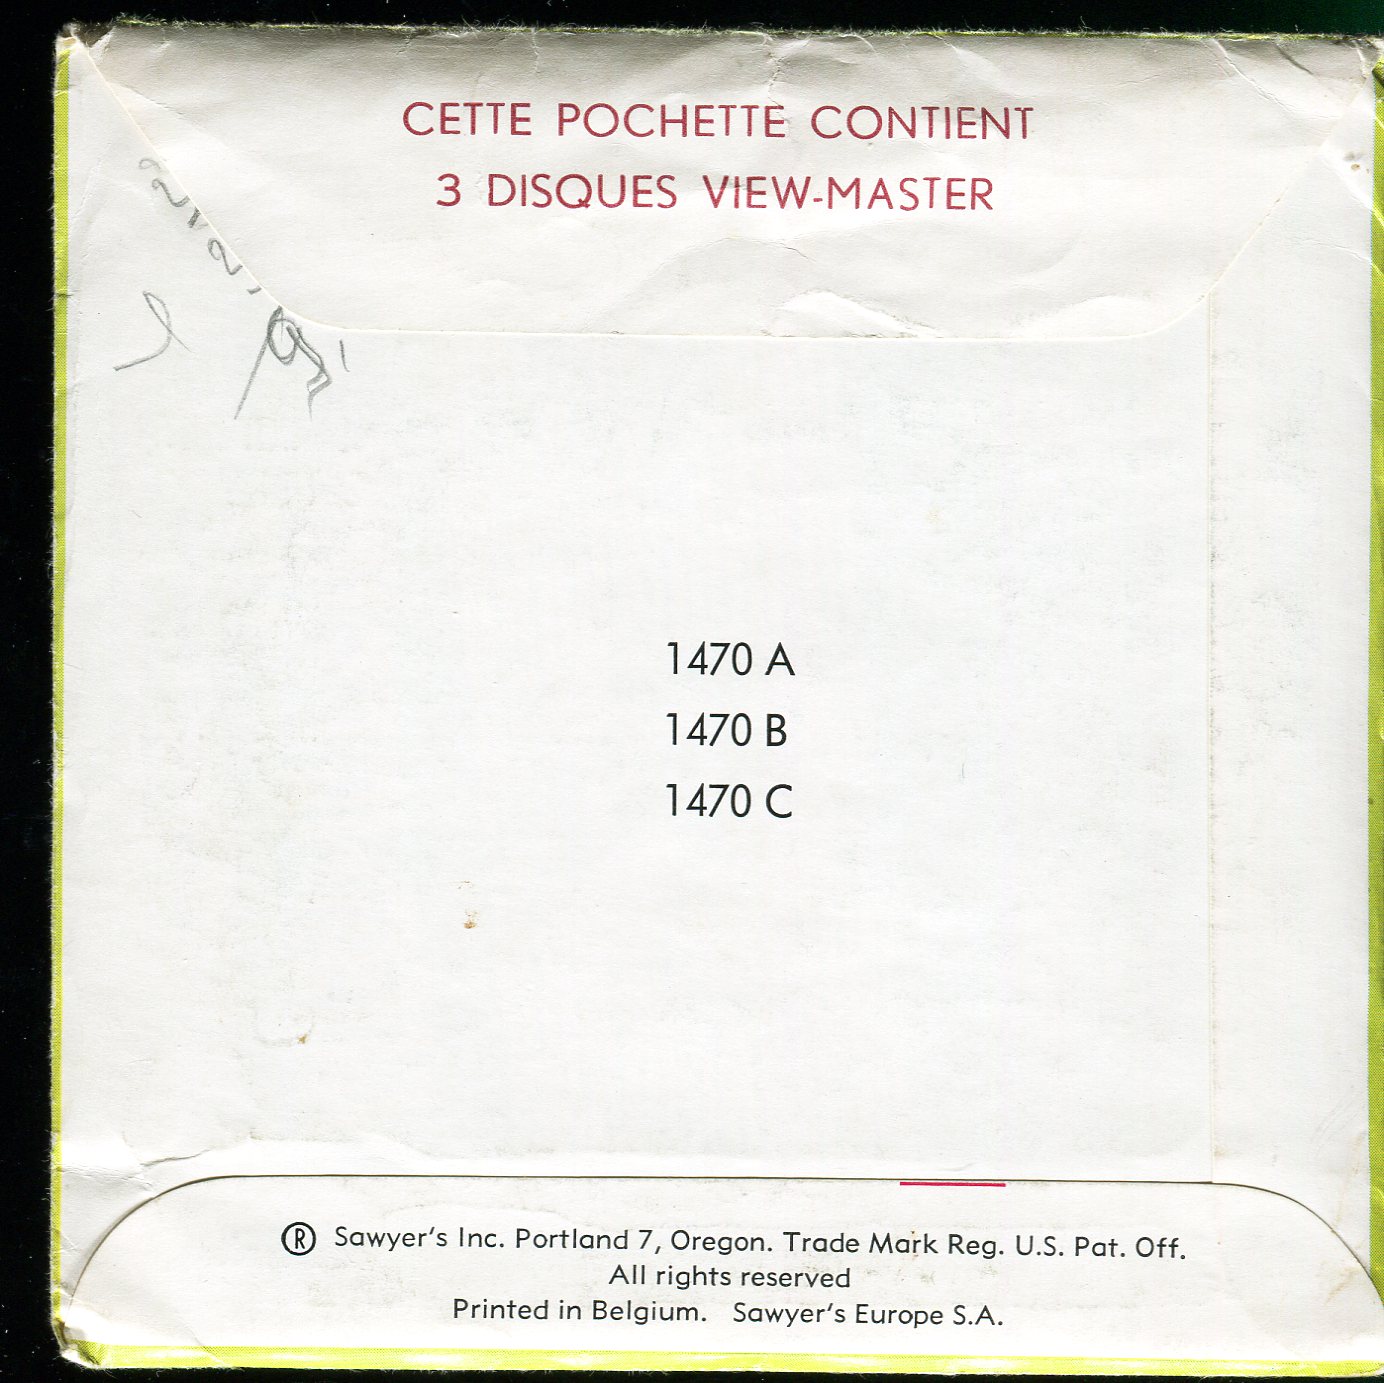 CETTE POCHETTE CONTIENT
3 DISQUES VIEW-MASTER
1470 A
1470 B
1470 C
® Sawyer's Inc. Portland 7, Oregon. Trade Mark Reg. U.S. Pat. Off.
All rights reserved
Printed in Belgium. Sawyer's Europe S.A.